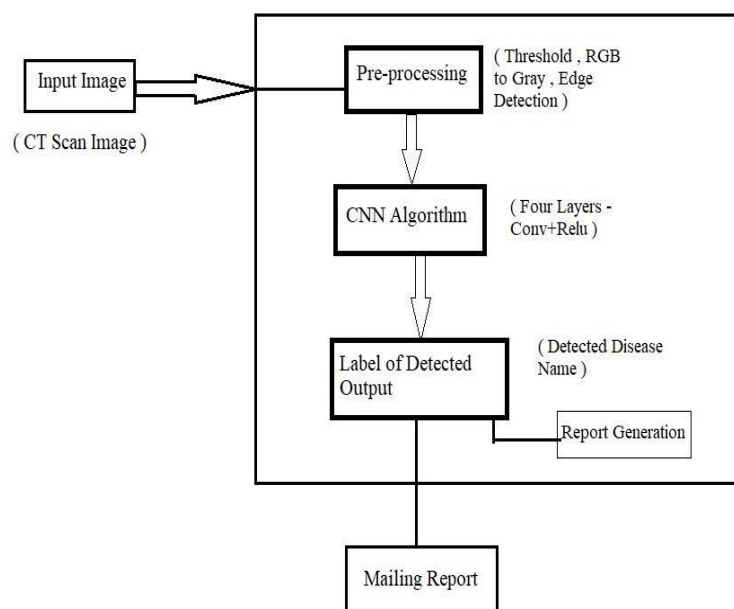 Input Image
( CT Scan Image )
Pre-processing
( Threshold , RGB
to Gray , Edge
Detection )
CNN Algorithm
( Four Layers -
Conv+Relu )
Label of Detected
Output
( Detected Disease
Name )
Report Generation
Mailing Report